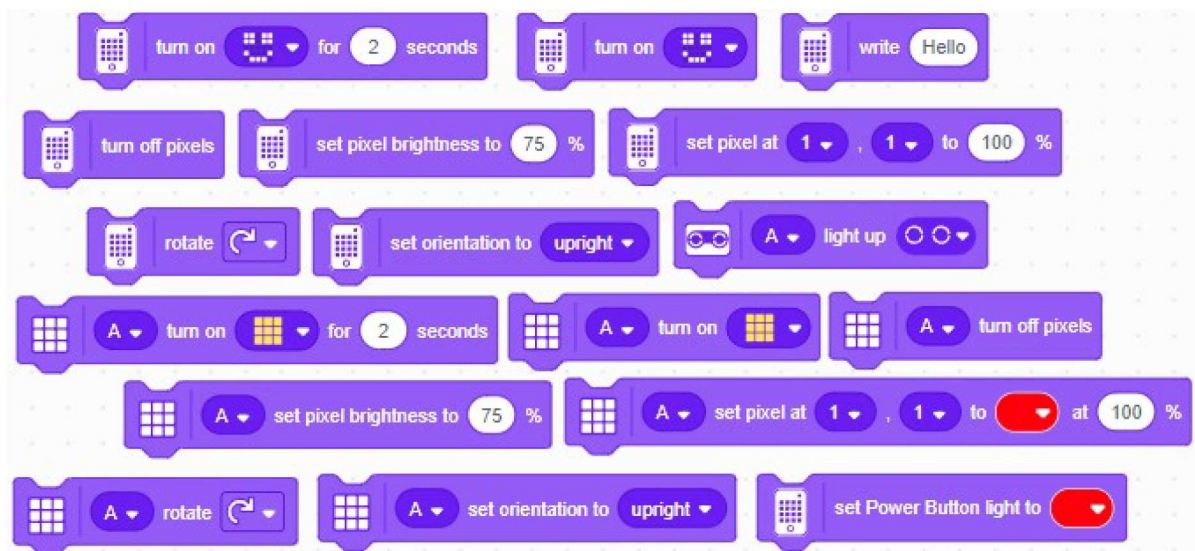 turn on for 2 seconds turn on write Hello
turn off pixels set pixel brightness to 75 % set pixel at 1 , 1 to 100 %
rotate set orientation to upright A light up
A turn on for 2 seconds A turn on A turn off pixels
A set pixel brightness to 75 % A set pixel at 1 , 1 to at 100 %
A rotate A set orientation to upright set Power Button light to